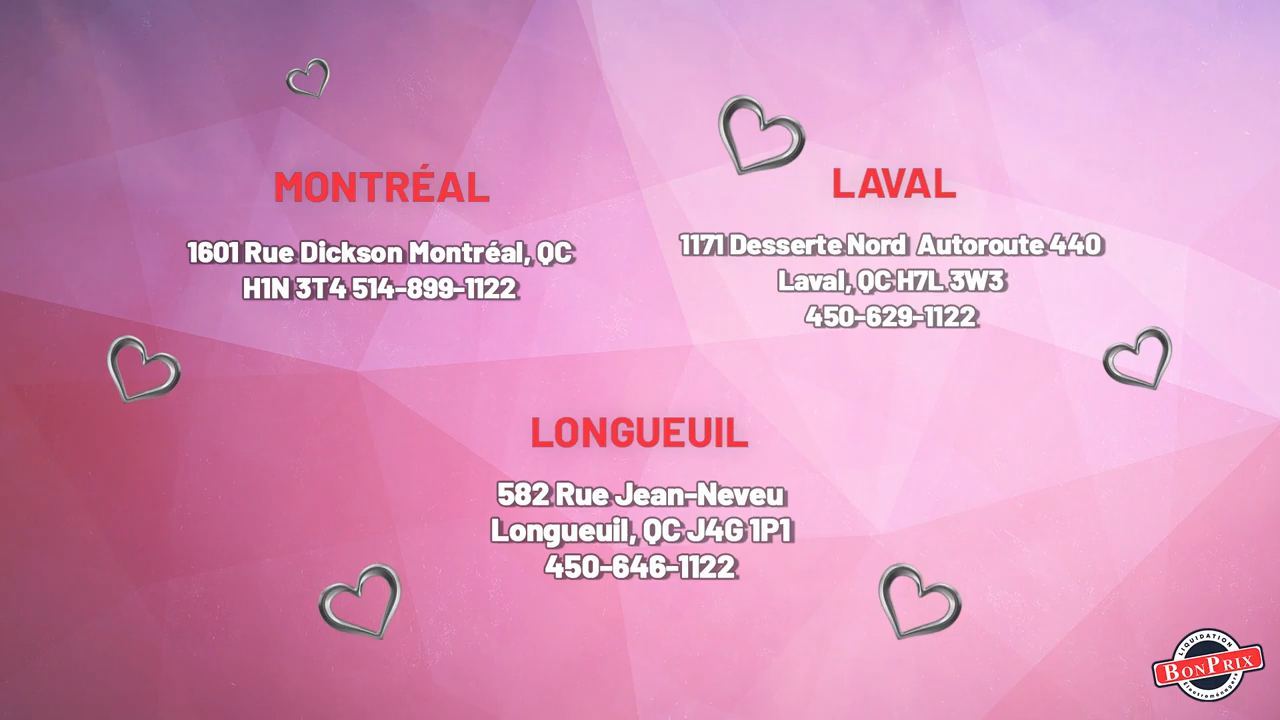 MONTRÉAL
1601 Rue Dickson Montréal, QC
H1N 3T4 514-899-1122
LAVAL
1171 Desserte Nord Autoroute 440
Laval, QC H7L 3W3
450-629-1122
LONGUEUIL
582 Rue Jean-Neveu
Longueuil, QC J4G 1P1
450-646-1122
LIQUIDATION
BONPRIX
Électroménagers